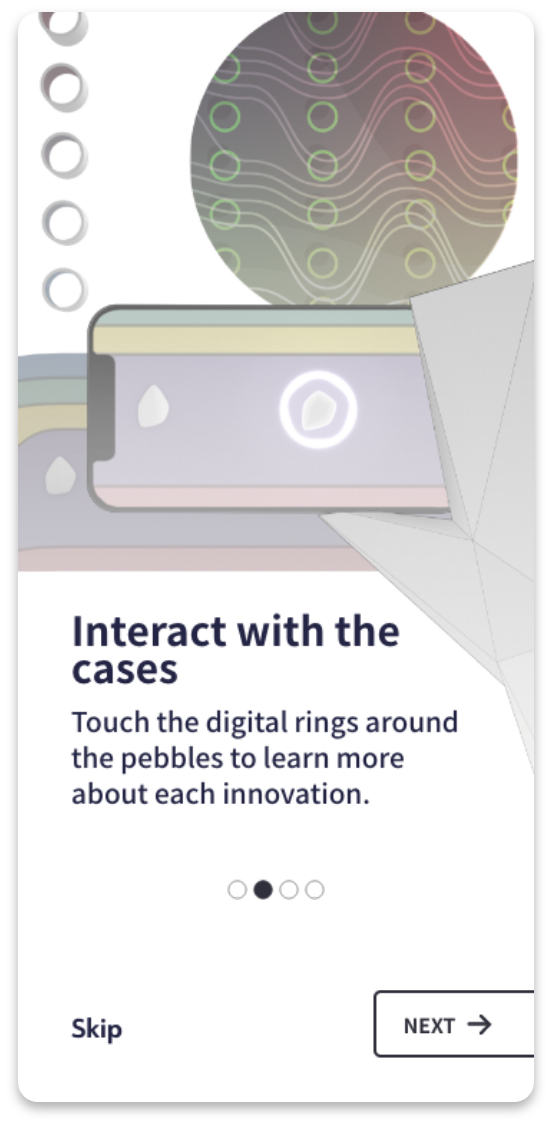 Interact with the
cases
Touch the digital rings around
the pebbles to learn more
about each innovation.
Skip
NEXT